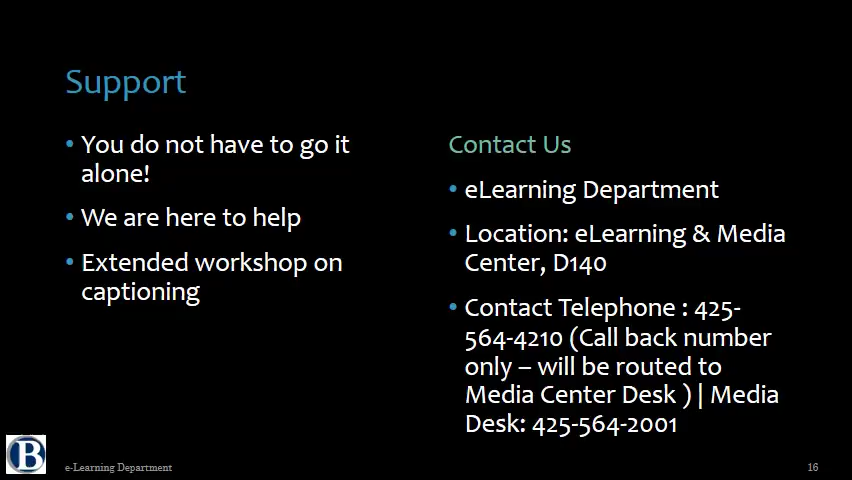 Support
• You do not have to go it
alone!
• We are here to help
• Extended workshop on
captioning
Contact Us
• eLearning Department
• Location: eLearning & Media
Center, D140
• Contact Telephone : 425-
564-4210 (Call back number
only – will be routed to
Media Center Desk ) | Media
Desk: 425-564-2001
B
e-Learning Department
16